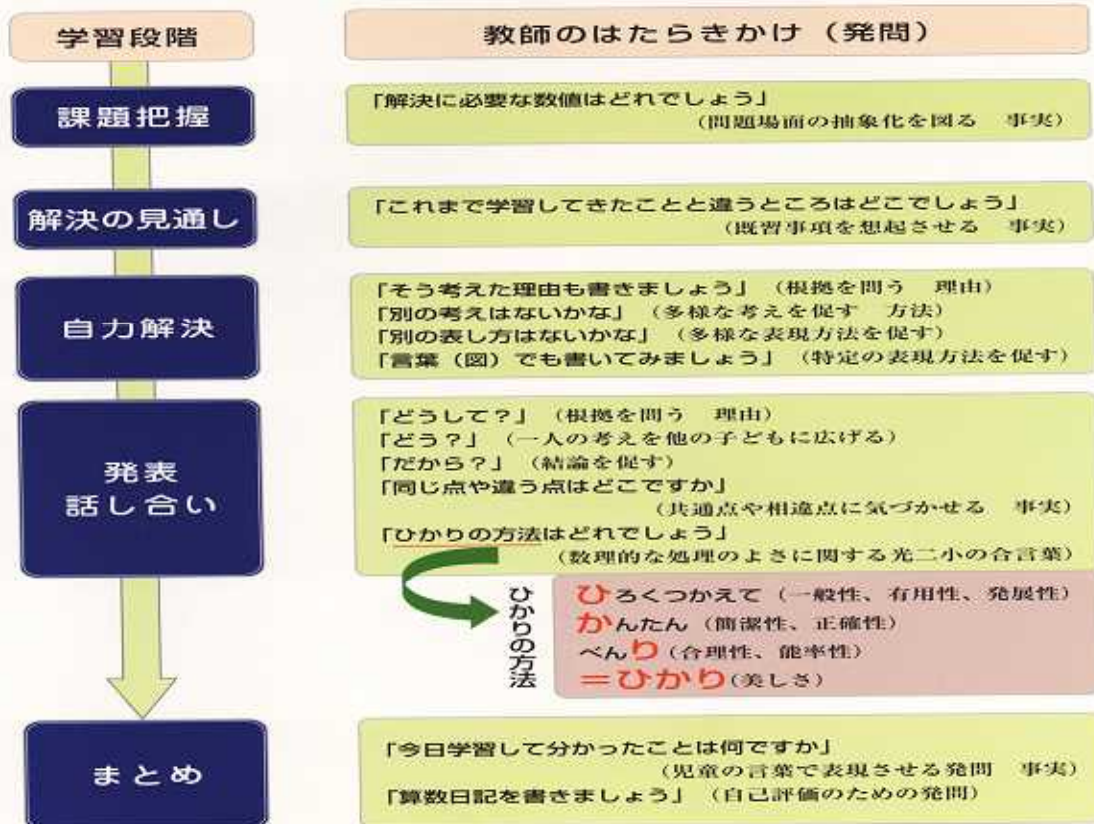 学習段階
教師のはたらきかけ（発問）
課題把握
「解決に必要な数値はどれでしょう」
（問題場面の抽象化を図る　事実）
解決の見通し
「これまで学習してきたことと違うところはどこでしょう」
（既習事項を想起させる　事実）
自力解決
「そう考えた理由も書きましょう」（根拠を問う　理由）
「別の考えはないかな」（多様な考えを促す　方法）
「別の表し方はないかな」（多様な表現方法を促す）
「言葉（図）でも書いてみましょう」（特定の表現方法を促す）
発表
話し合い
「どうして？」（根拠を問う　理由）
「どう？」（一人の考えを他の子どもに広げる）
「だから？」（結論を促す）
「同じ点や違う点はどこですか」
（共通点や相違点に気づかせる　事実）
「ひかりの方法はどれでしょう」
（数理的な処理のよさに関する光二小の合言葉）
ひかりの方法
ひろくつかえて（一般性、有用性、発展性）
かんたん（簡潔性、正確性）
べんり（合理性、能率性）
＝ひかり（美しさ）
まとめ
「今日学習して分かったことは何ですか」
（児童の言葉で表現させる発問　事実）
「算数日記を書きましょう」（自己評価のための発問）